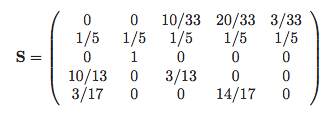 0 0 10/33 20/33 3/33
1/5 1/5 1/5 1/5 1/5
S = 0 1 0 0 0
10/13 0 3/13 0 0
3/17 0 0 14/17 0